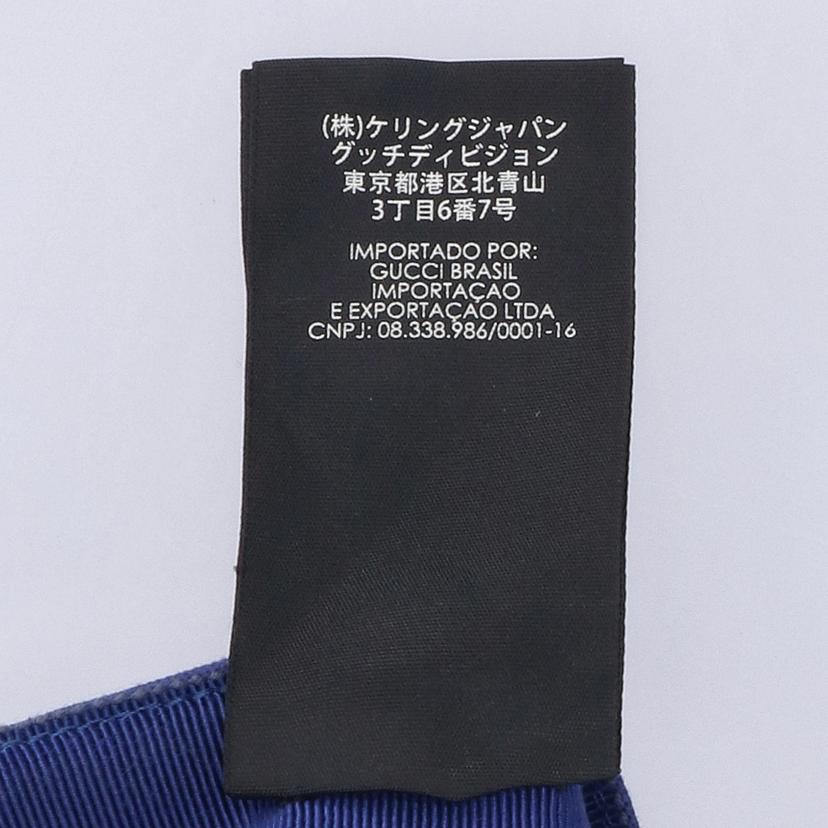 (株)ケリングジャパン
グッチディビジョン
東京都港区北青山
3丁目6番7号
IMPORTADO POR:
GUCCI BRASIL
IMPORTAÇAO
E EXPORTAÇAO LTDA
CNPJ: 08.338.986/0001-16